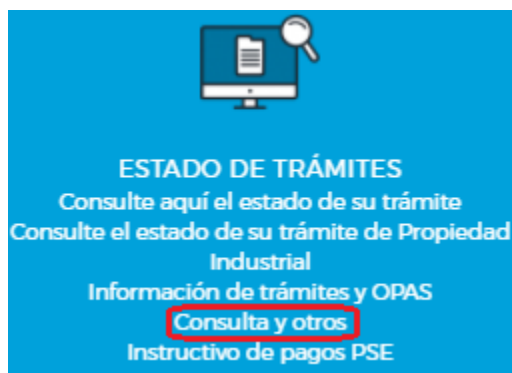 ESTADO DE TRÁMITES
Consulte aquí el estado de su trámite
Consulte el estado de su trámite de Propiedad
Industrial
Información de trámites y OPAS
Consulta y otros
Instructivo de pagos PSE